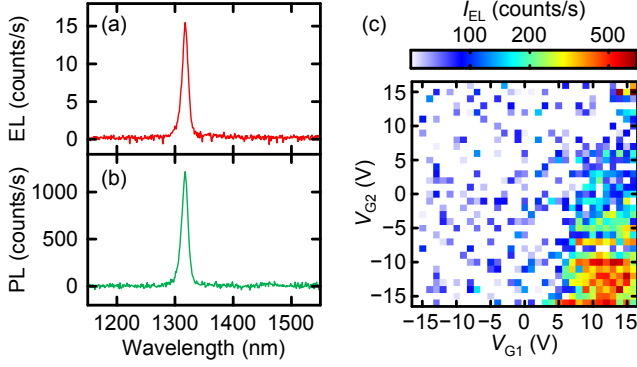 (a)
EL (counts/s)
15
10
5
0
(b)
PL (counts/s)
1000
500
0
1200 1300 1400 1500
Wavelength (nm)
(c)
I_EL (counts/s)
100 200 500
V_G2 (V)
15
10
5
0
−5
−10
−15
−15 −10 −5 0 5 10 15
V_G1 (V)